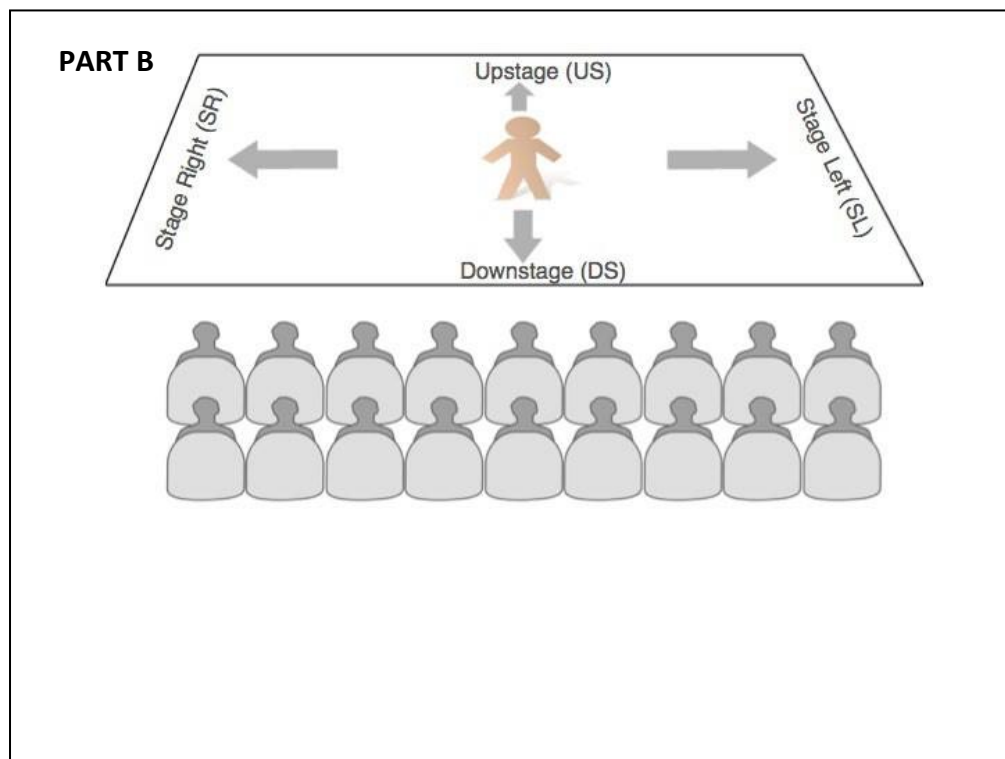 PART B
Upstage (US)
Stage Right (SR)
Stage Left (SL)
Downstage (DS)